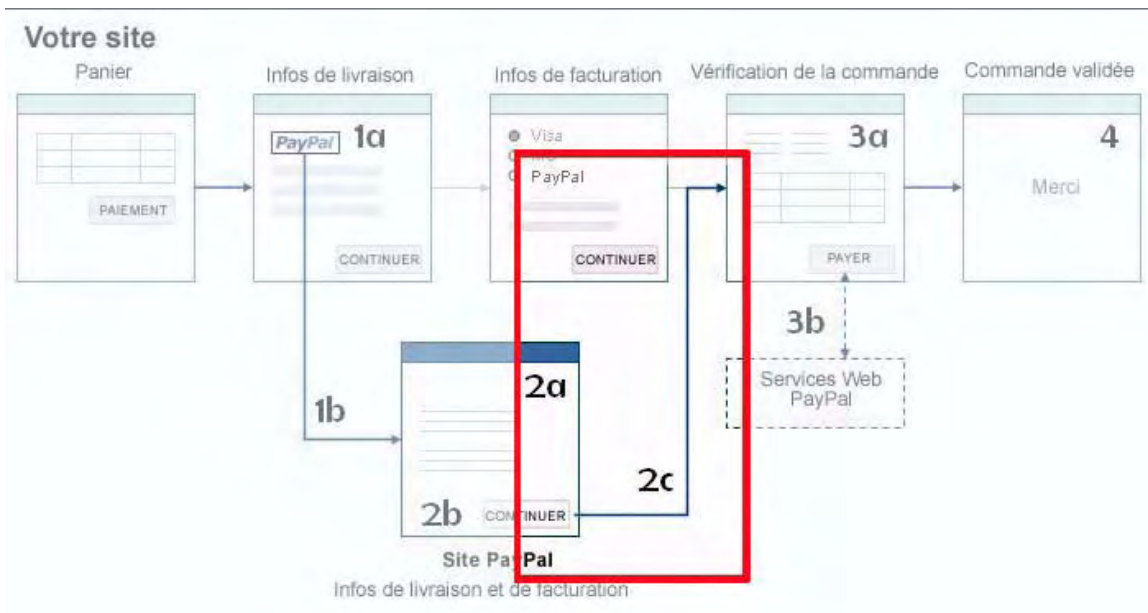 Votre site
Panier
Infos de livraison
Infos de facturation
Vérification de la commande
Commande validée
PayPal 1a
Visa
3a
4
PayPal
Merci
PAIEMENT
CONTINUER
CONTINUER
PAYER
3b
2a
Services Web
PayPal
1b
2c
2b
CONTINUER
Site PayPal
Infos de livraison et de facturation